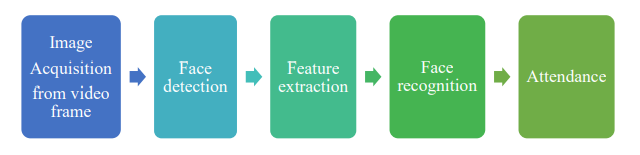 Image
Acquisition
from video
frame
Face
detection
Feature
extraction
Face
recognition
Attendance